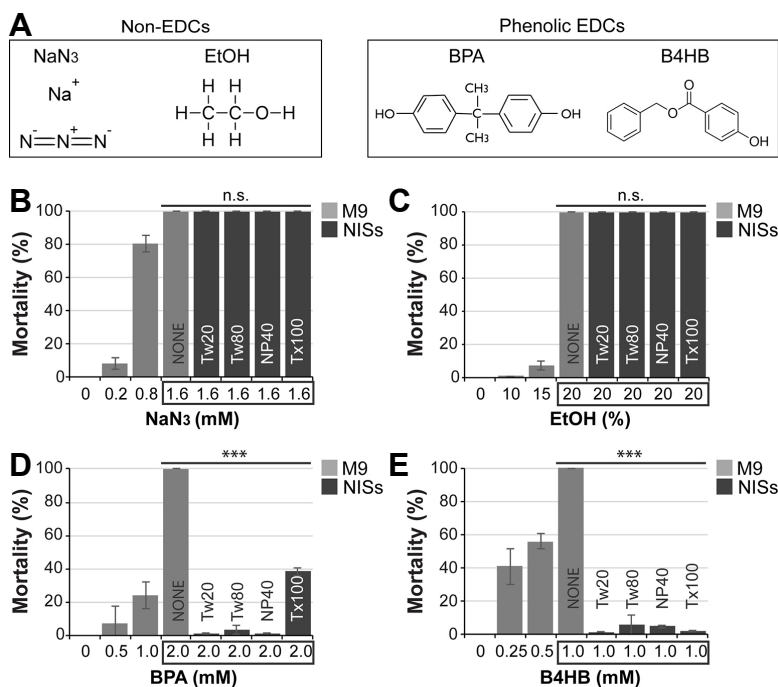 A
Non-EDCs
Phenolic EDCs
NaN3
EtOH
BPA
B4HB
Na+
N-=N+=N-
H H
H-C-C-O-H
H H
CH3
HO C OH
CH3
O
O
OH
B
n.s.
M9
NISs
Mortality (%)
100
80
60
40
20
0
NONE Tw20 Tw80 NP40 Tx100
0 0.2 0.8 1.6 1.6 1.6 1.6 1.6
NaN3 (mM)
C
n.s.
M9
NISs
Mortality (%)
100
80
60
40
20
0
NONE Tw20 Tw80 NP40 Tx100
0 10 15 20 20 20 20 20
EtOH (%)
D
***
M9
NISs
Mortality (%)
100
80
60
40
20
0
NONE Tw20 Tw80 NP40 Tx100
0 0.5 1.0 2.0 2.0 2.0 2.0 2.0
BPA (mM)
E
***
M9
NISs
Mortality (%)
100
80
60
40
20
0
NONE Tw20 Tw80 NP40 Tx100
0 0.25 0.5 1.0 1.0 1.0 1.0 1.0
B4HB (mM)